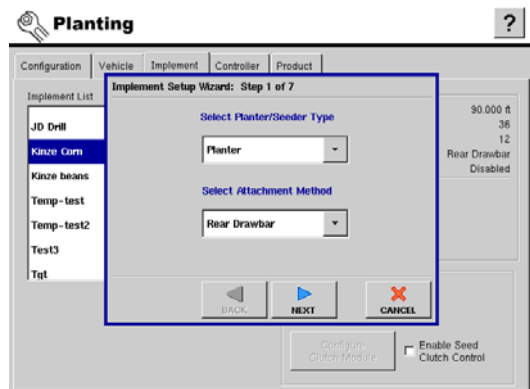 Planting
?
Configuration Vehicle Implement Controller Product
Implement List
JD Drill
Kinze Corn
Kinze beans
Temp-test
Temp-test2
Test3
Tgt
Implement Setup Wizard: Step 1 of 7
Select Planter/Seeder Type
Planter
Select Attachment Method
Rear Drawbar
BACK NEXT CANCEL
90.000 ft
36
12
Rear Drawbar
Disabled
Configure
Clutch Module
Enable Seed
Clutch Control